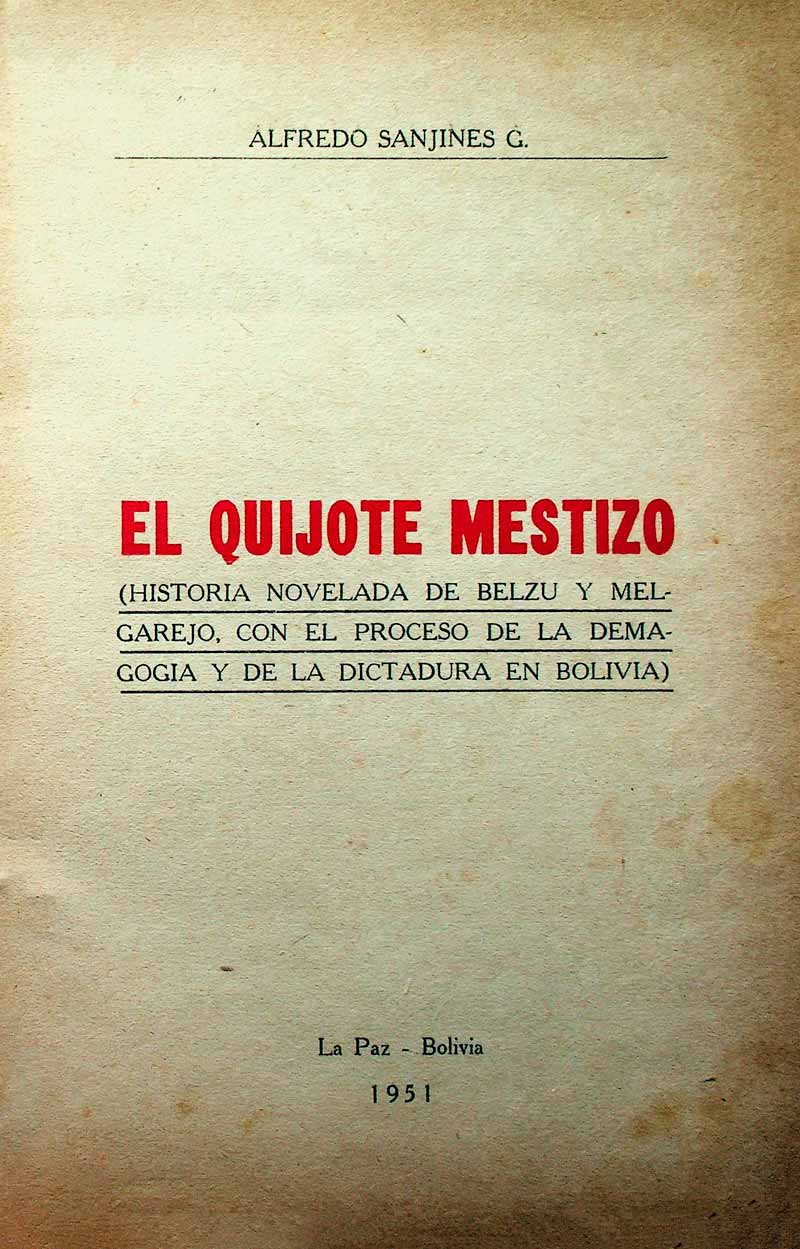 ALFREDO SANJINES G.
EL QUIJOTE MESTIZO
(HISTORIA NOVELADA DE BELZU Y MEL-
GAREJO, CON EL PROCESO DE LA DEMA-
GOGIA Y DE LA DICTADURA EN BOLIVIA)
La Paz - Bolivia
1951